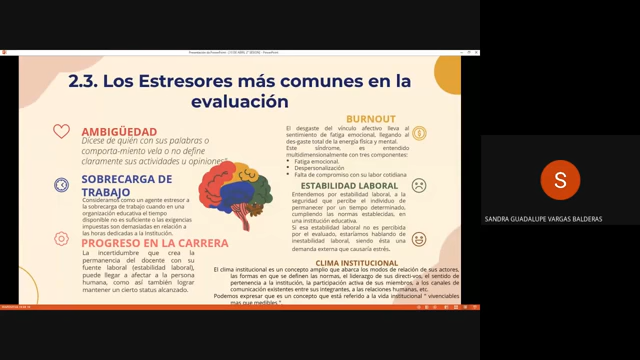 2.3. Los Estresores más comunes en la
evaluación
AMBIGÜEDAD
Dícese de quién con sus palabras o
comporta-miento vela o no define
claramente sus actividades u opiniones"
SOBRECARGA DE
TRABAJO
Consideramos como un agente estresor a
la sobrecarga de trabajo cuando en una
organización educativa el tiempo
disponible no es suficiente o las exigencias
impuestas son demasiadas en relación a
las horas dedicadas a la institución.
PROGRESO EN LA CARRERA
La incertidumbre que crea la
permanencia del docente con su
fuente laboral (estabilidad laboral),
puede llegar a afectar a la persona
humana, como así también lograr
mantener un cierto status alcanzado.
BURNOUT
El desgaste del vínculo afectivo lleva al
sentimiento de fatiga emocional, llegando al
des-gaste total de la energía física y mental.
Este síndrome, es entendido
multidimensionalmente con tres componentes:
Fatiga emocional.
Despersonalización
Falta de compromiso con su labor cotidiana
ESTABILIDAD LABORAL
Entendemos por estabilidad laboral, a la
seguridad que percibe el individuo de
permanecer por un tiempo determinado,
cumpliendo las normas establecidas, en
una institución educativa.
Si esa estabilidad laboral no es percibida
por el evaluado, estaríamos hablando de
inestabilidad laboral, siendo ésta una
demanda externa que causaría estrés.
CLIMA INSTITUCIONAL
El clima institucional es un concepto amplio que abarca los modos de relación de sus actores,
las formas en que se definen las normas, el liderazgo de sus directi-vos, el sentido de
pertenencia a la institución, la participación activa de sus miembros, a los canales de
comunicación existentes entre sus integrantes, a las relaciones humanas, etc.
Podemos expresar que es un concepto que está referido a la vida institucional " vivenciables
mas que medibles ".
S
SANDRA GUADALUPE VARGAS BALDERAS